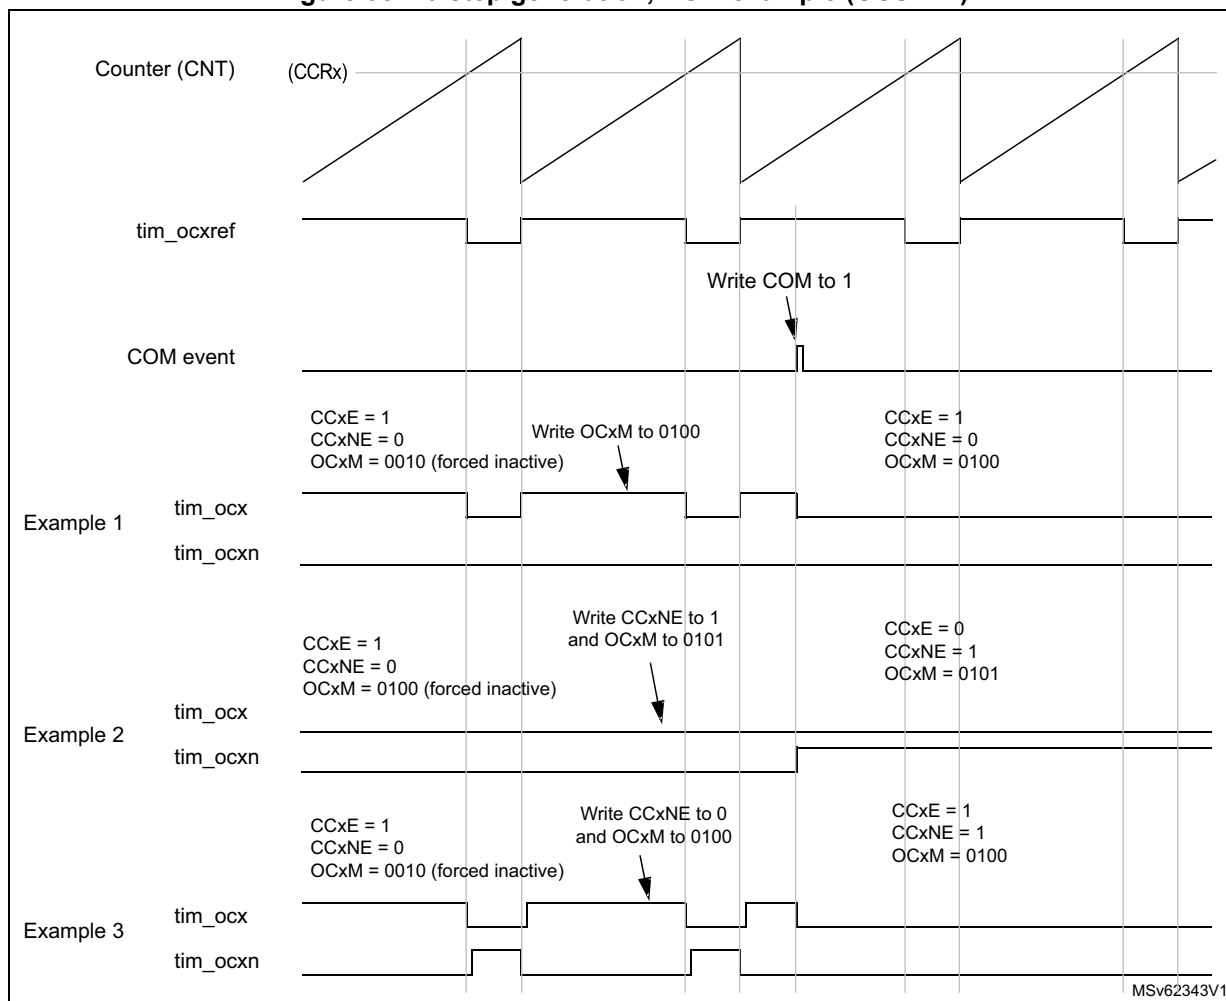 Counter (CNT)
(CCRx)
tim_ocxref
Write COM to 1
COM event
CCxE = 1
CCxNE = 0
OCxM = 0010 (forced inactive)
Write OCxM to 0100
CCxE = 1
CCxNE = 0
OCxM = 0100
Example 1
tim_ocx
tim_ocxn
CCxE = 1
CCxNE = 0
OCxM = 0100 (forced inactive)
Write CCxNE to 1
and OCxM to 0101
CCxE = 0
CCxNE = 1
OCxM = 0101
Example 2
tim_ocx
tim_ocxn
CCxE = 1
CCxNE = 0
OCxM = 0010 (forced inactive)
Write CCxNE to 0
and OCxM to 0100
CCxE = 1
CCxNE = 1
OCxM = 0100
Example 3
tim_ocx
tim_ocxn
MSv62343V1